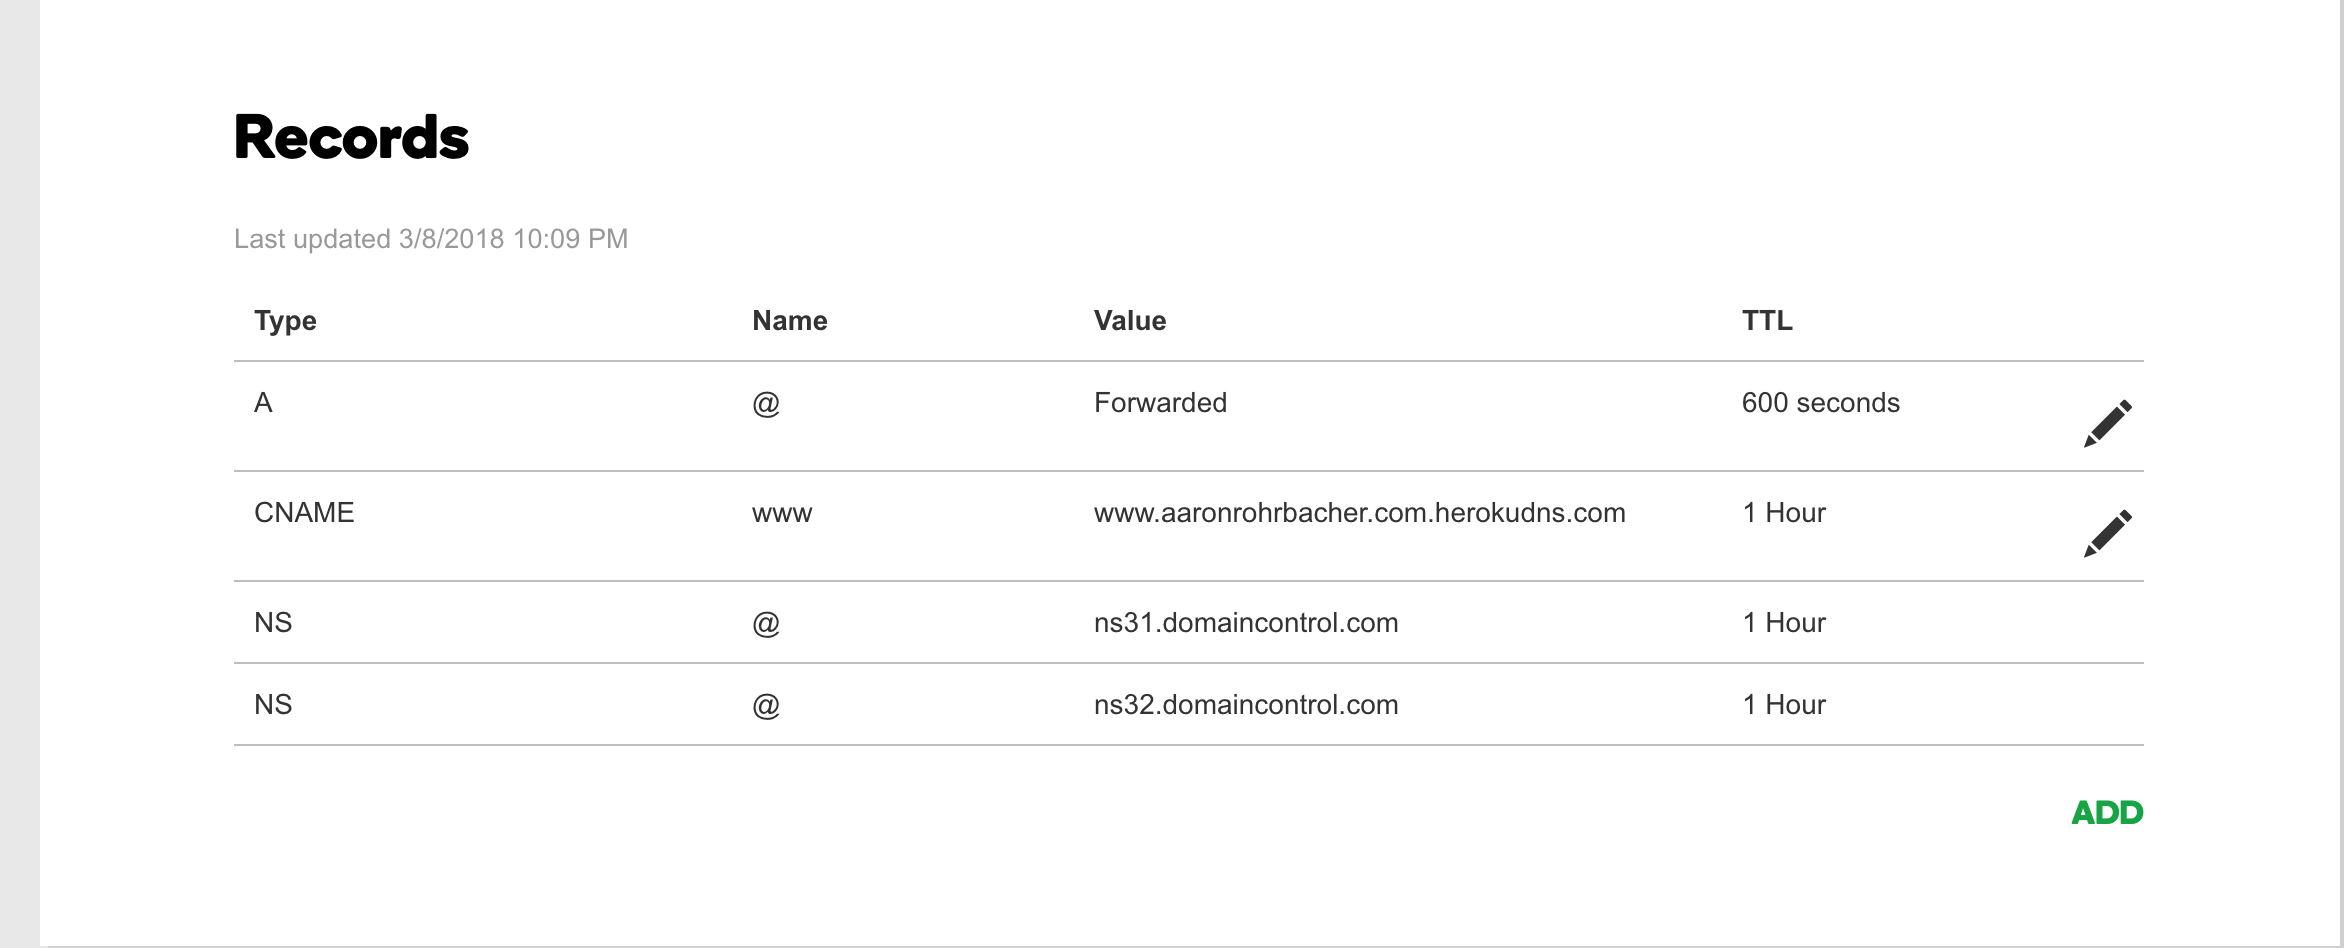 Records
Last updated 3/8/2018 10:09 PM
Type Name Value TTL
A @ Forwarded 600 seconds
CNAME www www.aaronrohrbacher.com.herokudns.com 1 Hour
NS @ ns31.domaincontrol.com 1 Hour
NS @ ns32.domaincontrol.com 1 Hour
ADD